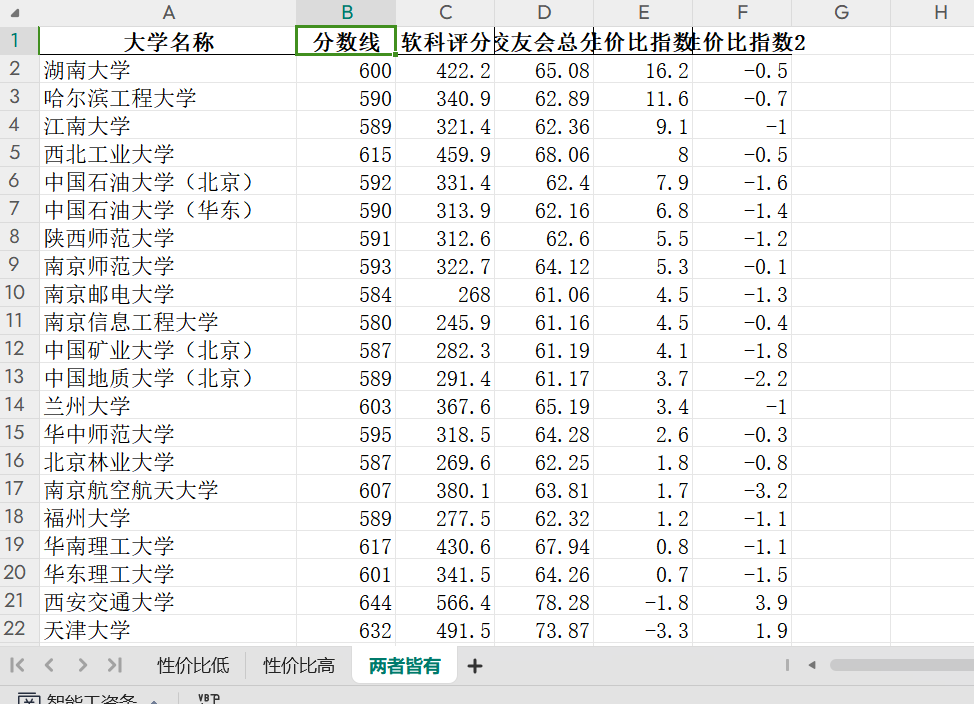 A B C D E F G H
1 大学名称 分数线 软科评分 交友会总分 性价比指数 性价比指数2
2 湖南大学 600 422.2 65.08 16.2 -0.5
3 哈尔滨工程大学 590 340.9 62.89 11.6 -0.7
4 江南大学 589 321.4 62.36 9.1 -1
5 西北工业大学 615 459.9 68.06 8 -0.5
6 中国石油大学（北京） 592 331.4 62.4 7.9 -1.6
7 中国石油大学（华东） 590 313.9 62.16 6.8 -1.4
8 陕西师范大学 591 312.6 62.6 5.5 -1.2
9 南京师范大学 593 322.7 64.12 5.3 -0.1
10 南京邮电大学 584 268 61.06 4.5 -1.3
11 南京信息工程大学 580 245.9 61.16 4.5 -0.4
12 中国矿业大学（北京） 587 282.3 61.19 4.1 -1.8
13 中国地质大学（北京） 589 291.4 61.17 3.7 -2.2
14 兰州大学 603 367.6 65.19 3.4 -1
15 华中师范大学 595 318.5 64.28 2.6 -0.3
16 北京林业大学 587 269.6 62.25 1.8 -0.8
17 南京航空航天大学 607 380.1 63.81 1.7 -3.2
18 福州大学 589 277.5 62.32 1.2 -1.1
19 华南理工大学 617 430.6 67.94 0.8 -1.1
20 华东理工大学 601 341.5 64.26 0.7 -1.5
21 西安交通大学 644 566.4 78.28 -1.8 3.9
22 天津大学 632 491.5 73.87 -3.3 1.9
性价比低 性价比高 两者皆有 +
智能工资条